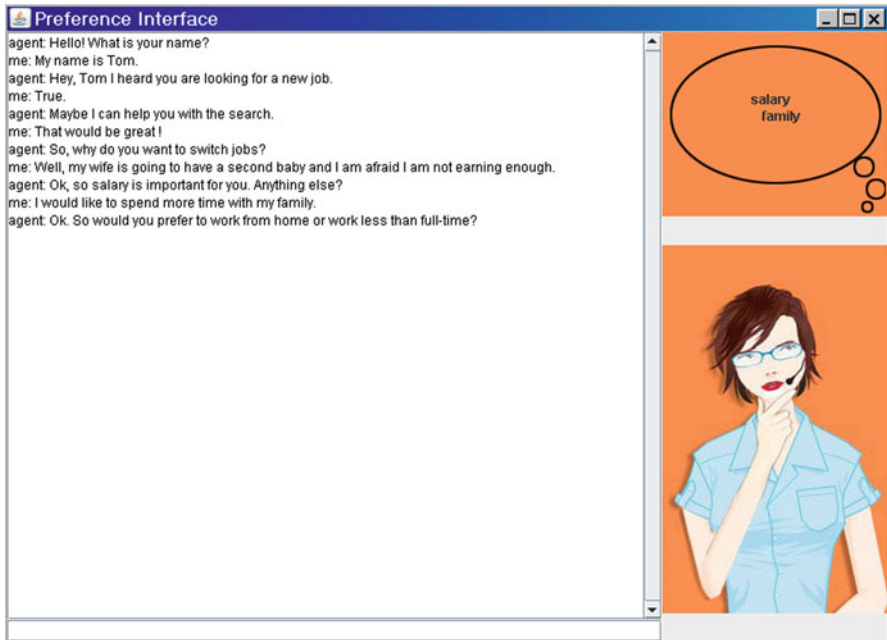 Preference Interface
agent: Hello! What is your name?
me: My name is Tom.
agent: Hey, Tom I heard you are looking for a new job.
me: True.
agent: Maybe I can help you with the search.
me: That would be great !
agent: So, why do you want to switch jobs?
me: Well, my wife is going to have a second baby and I am afraid I am not earning enough.
agent: Ok, so salary is important for you. Anything else?
me: I would like to spend more time with my family.
agent: Ok. So would you prefer to work from home or work less than full-time?
salary
family